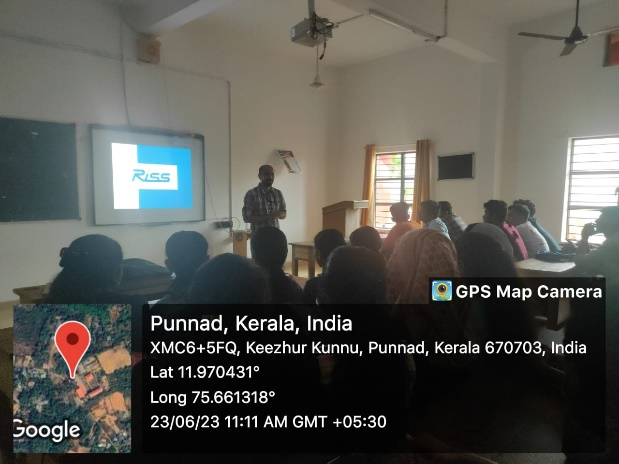 RISS
GPS Map Camera
Punnad, Kerala, India
XMC6+5FQ, Keezhur Kunnu, Punnad, Kerala 670703, India
Lat 11.970431°
Long 75.661318°
23/06/23 11:11 AM GMT +05:30
Google